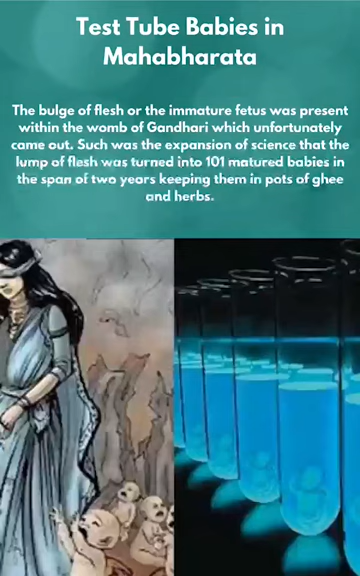 Test Tube Babies in
Mahabharata
The bulge of flesh or the immature fetus was present
within the womb of Gandhari which unfortunately
came out. Such was the expansion of science that the
lump of flesh was turned into 101 matured babies in
the span of two years keeping them in pots of ghee
and herbs.